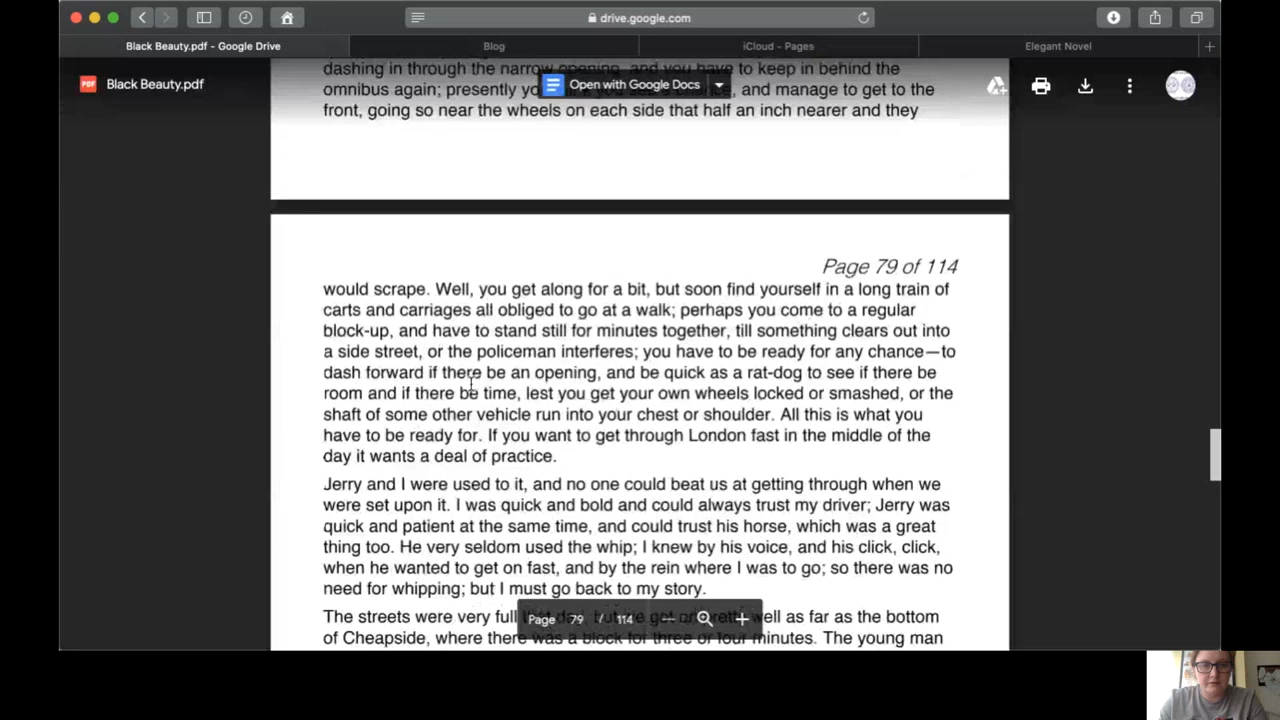 drive.google.com
Black Beauty.pdf - Google Drive
Blog
iCloud - Pages
Elegant Novel
PDF
Black Beauty.pdf
Open with Google Docs
dashing in through the narrow opening, and you have to keep in behind the
omnibus again; presently, and manage to get to the
front, going so near the wheels on each side that half an inch nearer and they
Page 79 of 114
would scrape. Well, you get along for a bit, but soon find yourself in a long train of
carts and carriages all obliged to go at a walk; perhaps you come to a regular
block-up, and have to stand still for minutes together, till something clears out into
a side street, or the policeman interferes; you have to be ready for any chance—to
dash forward if there be an opening, and be quick as a rat-dog to see if there be
room and if there be time, lest you get your own wheels locked or smashed, or the
shaft of some other vehicle run into your chest or shoulder. All this is what you
have to be ready for. If you want to get through London fast in the middle of the
day it wants a deal of practice.
Jerry and I were used to it, and no one could beat us at getting through when we
were set upon it. I was quick and bold and could always trust my driver; Jerry was
quick and patient at the same time, and could trust his horse, which was a great
thing too. He very seldom used the whip; I knew by his voice, and his click, click,
when he wanted to get on fast, and by the rein where I was to go; so there was no
need for whipping; but I must go back to my story.
The streets were very full well as far as the bottom
of Cheapside, where there was a block for three or four minutes. The young man
Page 79 / 114